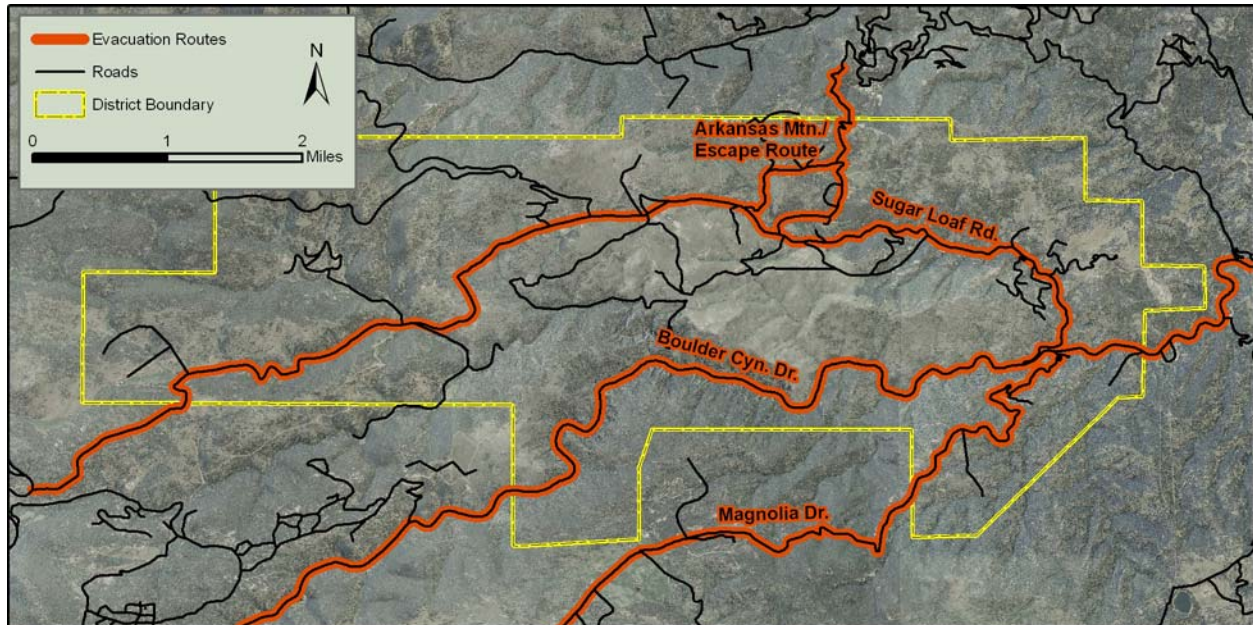 Evacuation Routes
Roads
District Boundary
N
0 1 2
Miles
Arkansas Mtn./
Escape Route
Sugar Loaf Rd.
Boulder Cyn. Dr.
Magnolia Dr.